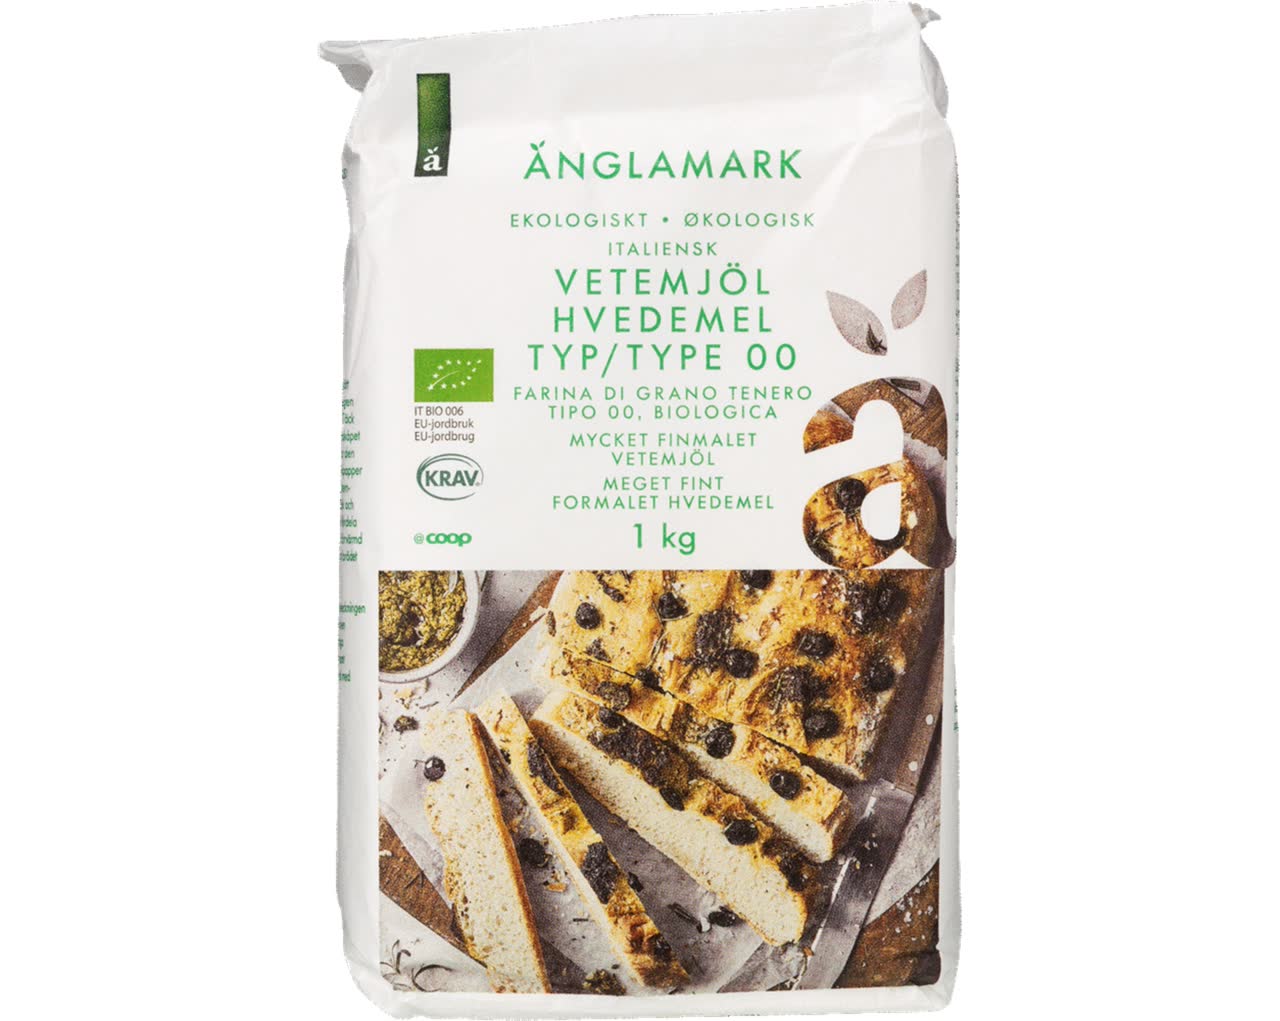 å
ÄNGLAMARK
EKOLOGISKT • ØKOLOGISK
ITALIENSK
VETEMJÖL
HVEDEMEL
TYP/TYPE 00
FARINA DI GRANO TENERO
TIPO 00, BIOLOGICA
MYCKET FINMALET
VETEMJÖL
MEGET FINT
FORMALET HVEDEMEL
1 kg
IT BIO 006
EU-jordbruk
EU-jordbrug
KRAV
coop